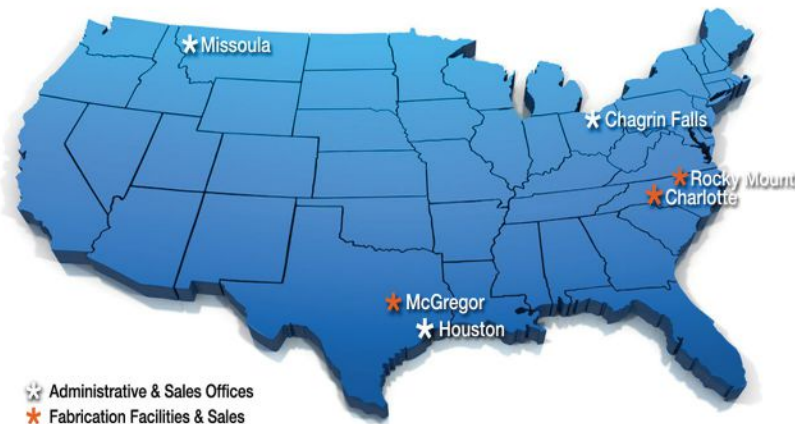 Missoula
Chagrin Falls
Rocky Mount
Charlotte
McGregor
Houston
Administrative & Sales Offices
Fabrication Facilities & Sales